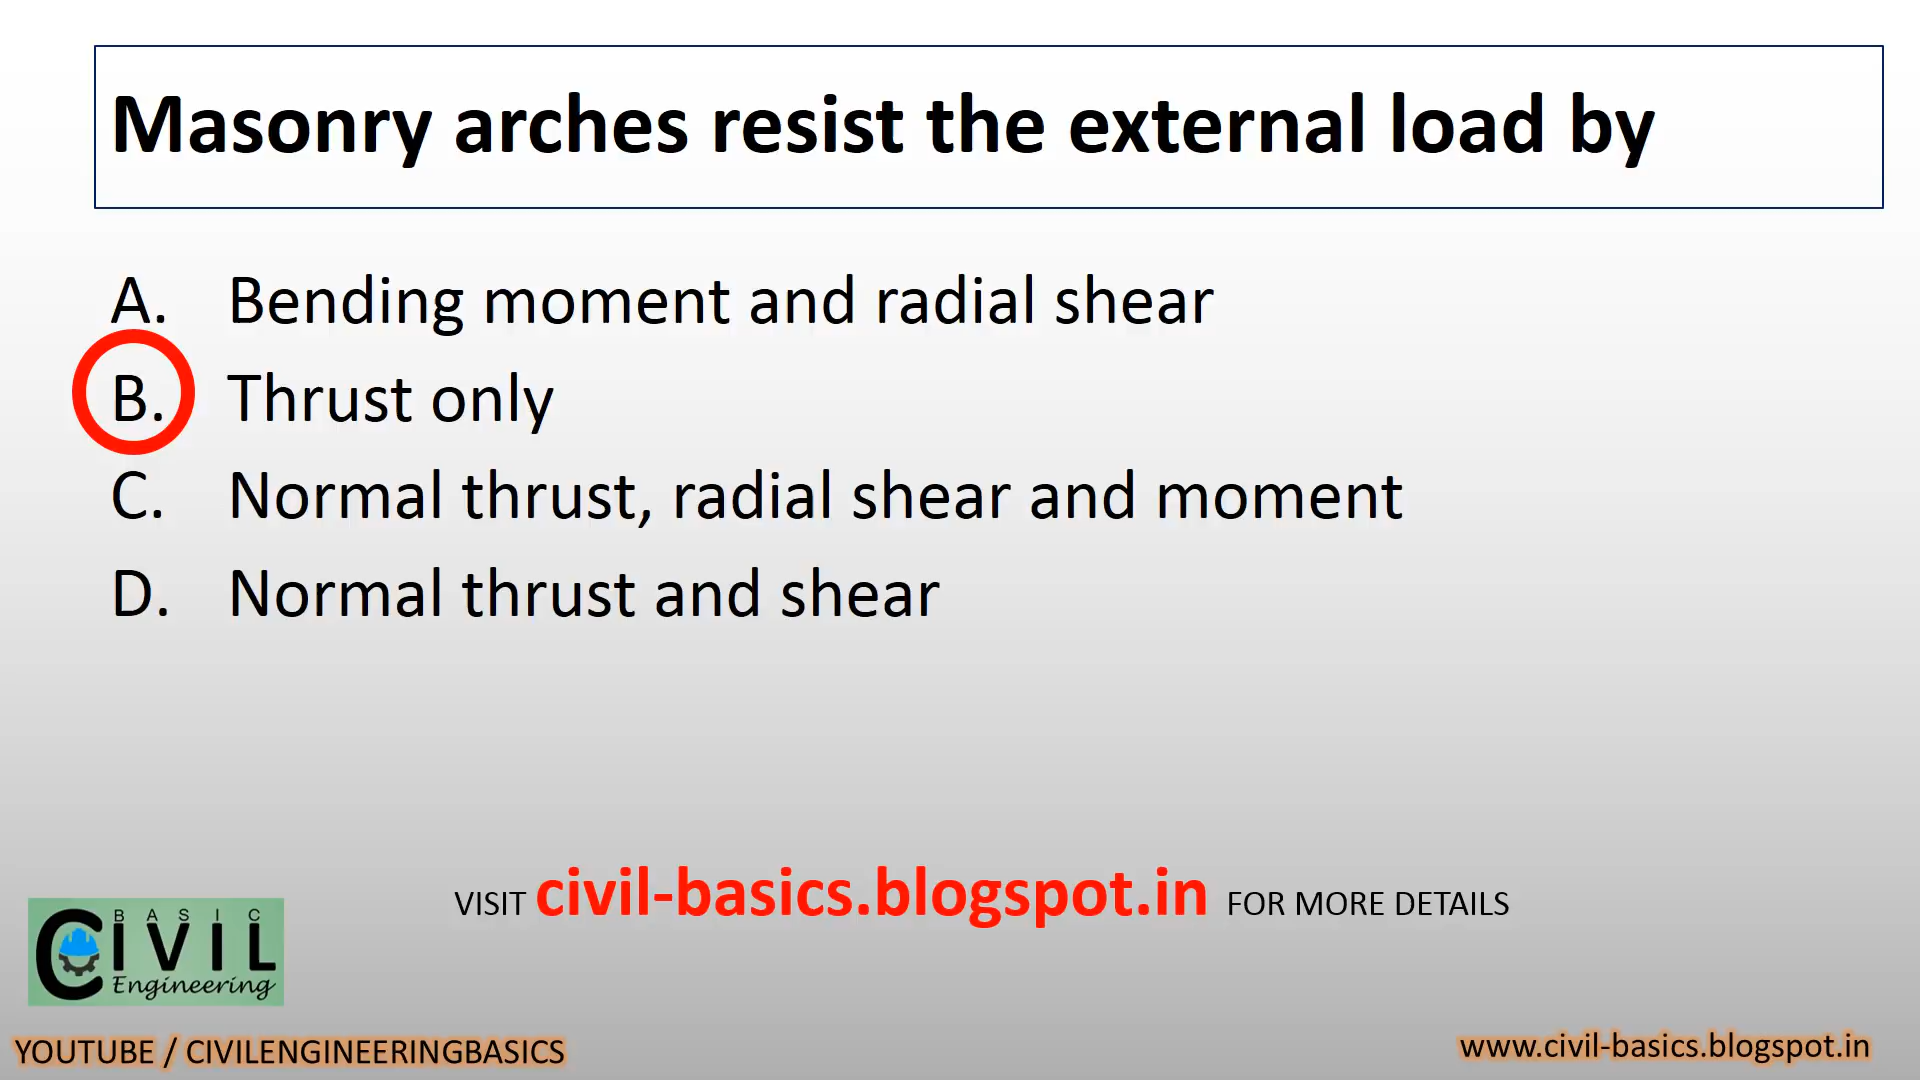 Masonry arches resist the external load by
A. Bending moment and radial shear
B. Thrust only
C. Normal thrust, radial shear and moment
D. Normal thrust and shear
VISIT civil-basics.blogspot.in FOR MORE DETAILS
BASIC
CIVIL
Engineering
YOUTUBE / CIVILENGINEERINGBASICS
www.civil-basics.blogspot.in